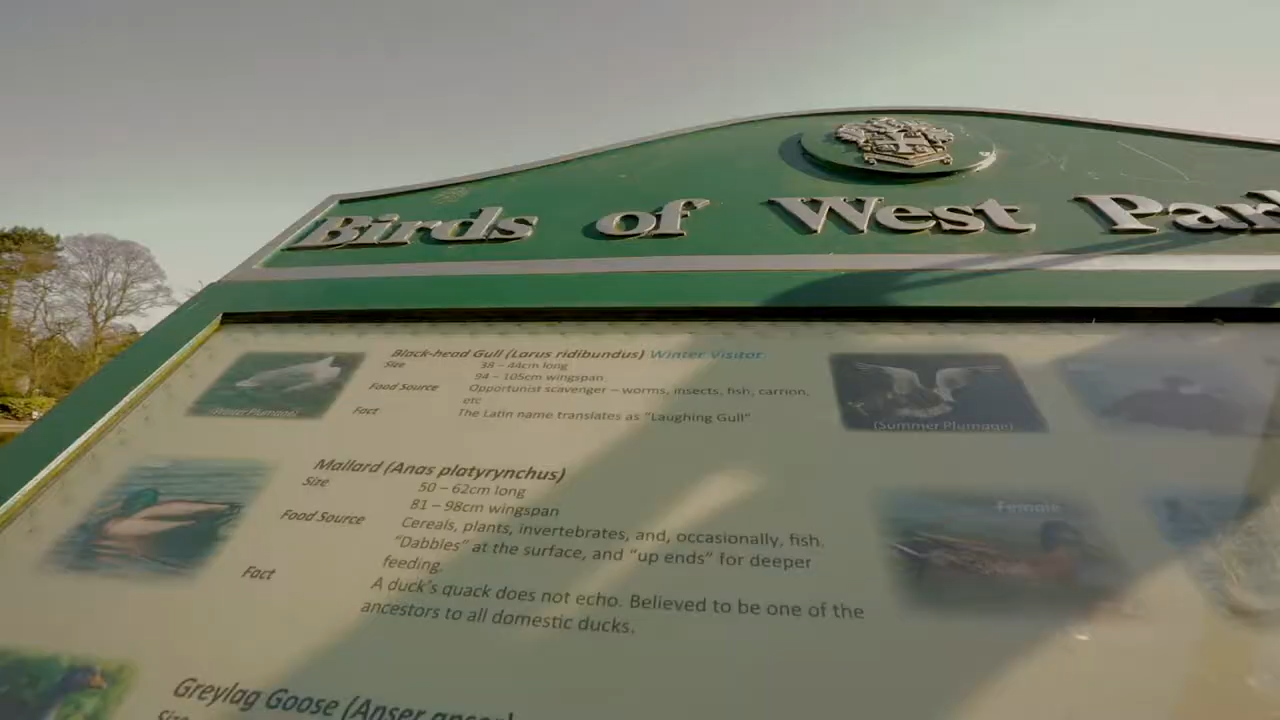 Birds of West Park
Black-head Gull (Larus ridibundus) Winter Visitor
Size 38 – 44cm long
94 – 105cm wingspan
Food Source Opportunist scavenger – worms, insects, fish, carrion,
etc
Fact The Latin name translates as "Laughing Gull"
(Winter Plumage)
(Summer Plumage)
Mallard (Anas platyrynchus)
Size 50 – 62cm long
81 – 98cm wingspan
Food Source Cereals, plants, invertebrates, and, occasionally, fish.
"Dabbles" at the surface, and "up ends" for deeper
feeding.
Fact A duck's quack does not echo. Believed to be one of the
ancestors to all domestic ducks.
Female
Greylag Goose (Anser anser)
Size